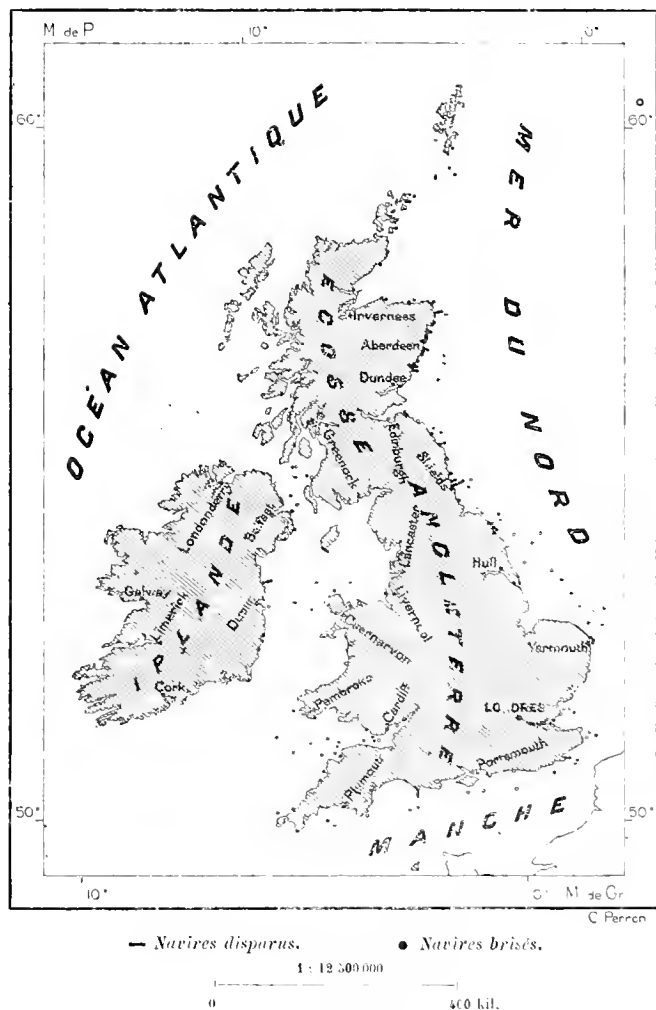 M de P 10° 0°
60° 60°
OCÉAN ATLANTIQUE
MER DU NORD
ECOSSE
Inverness
Aberdeen
Dundee
Edinburgh
Greenock
Shields
Londonderry
Belfast
IRLANDE
ANGLETERRE
Lancaster
Hull
Galway
Limerick
Dublin
Liverpool
Caernarvon
Yarmouth
Cork
Pembroke
Cardiff
LONDRES
Portsmouth
Plymouth
50° 50°
MANCHE
10° 0° M de Gr
C Perron
Navires disparus. Navires brisés.
1 : 12 500 000
0 400 kil.